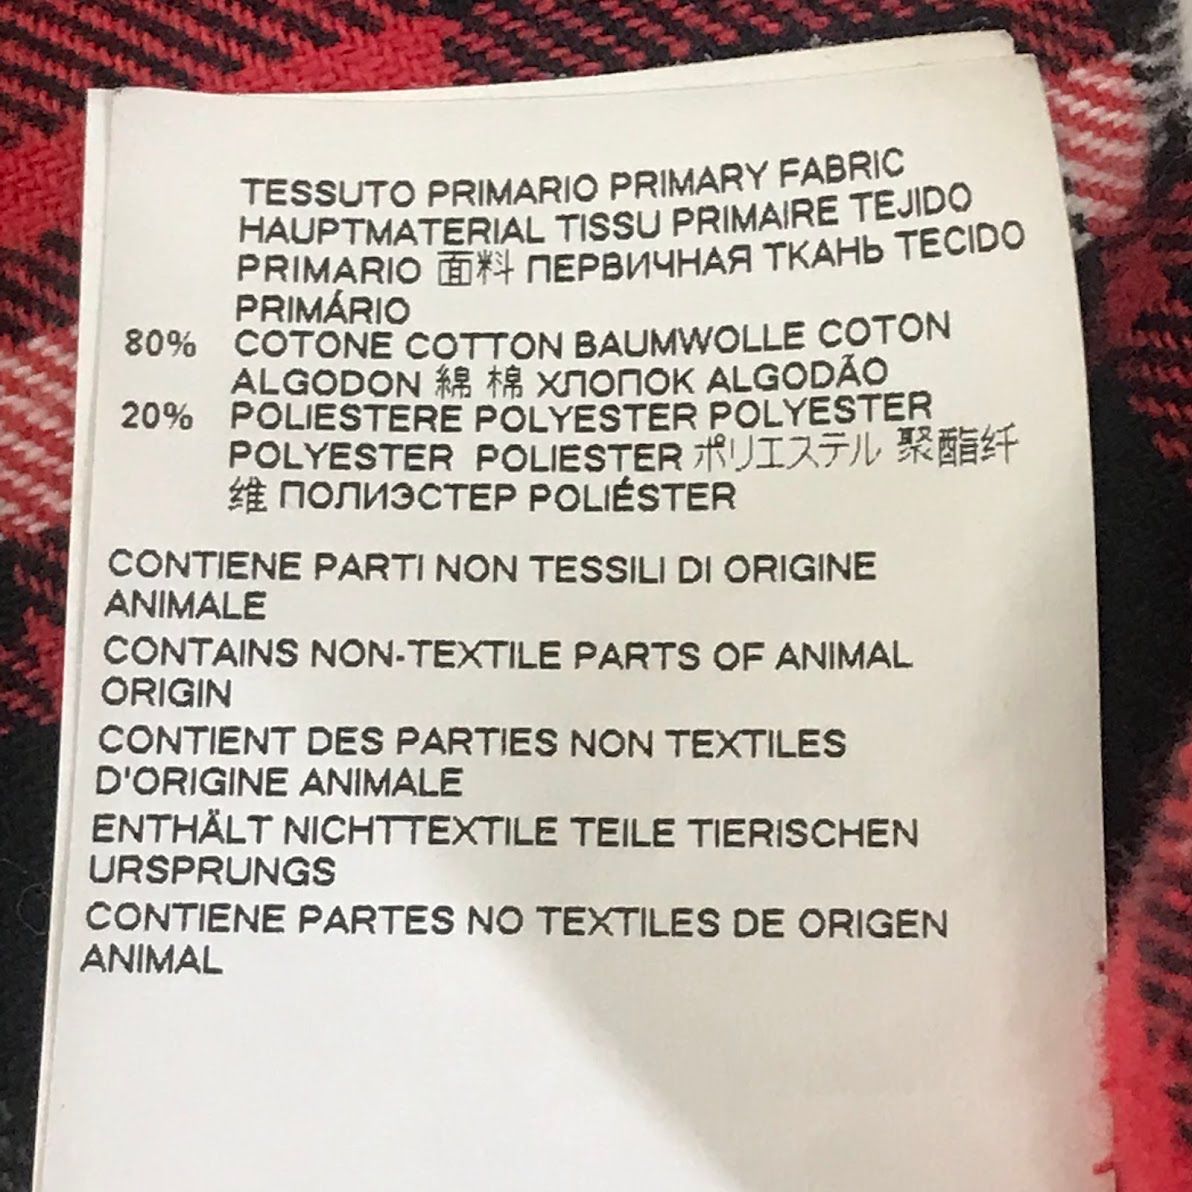 TESSUTO PRIMARIO PRIMARY FABRIC
HAUPTMATERIAL TISSU PRIMAIRE TEJIDO
PRIMARIO 面料 ПЕРВИЧНАЯ ТКАНЬ TECIDO
PRIMÁRIO
80% COTONE COTTON BAUMWOLLE COTON
ALGODON 綿 棉 ХЛОПОК ALGODÃO
20% POLIESTERE POLYESTER POLYESTER
POLYESTER POLIESTER ポリエステル 聚酯纤
维 ПОЛИЭСТЕР POLIÉSTER
CONTIENE PARTI NON TESSILI DI ORIGINE
ANIMALE
CONTAINS NON-TEXTILE PARTS OF ANIMAL
ORIGIN
CONTIENT DES PARTIES NON TEXTILES
D'ORIGINE ANIMALE
ENTHÄLT NICHTTEXTILE TEILE TIERISCHEN
URSPRUNGS
CONTIENE PARTES NO TEXTILES DE ORIGEN
ANIMAL